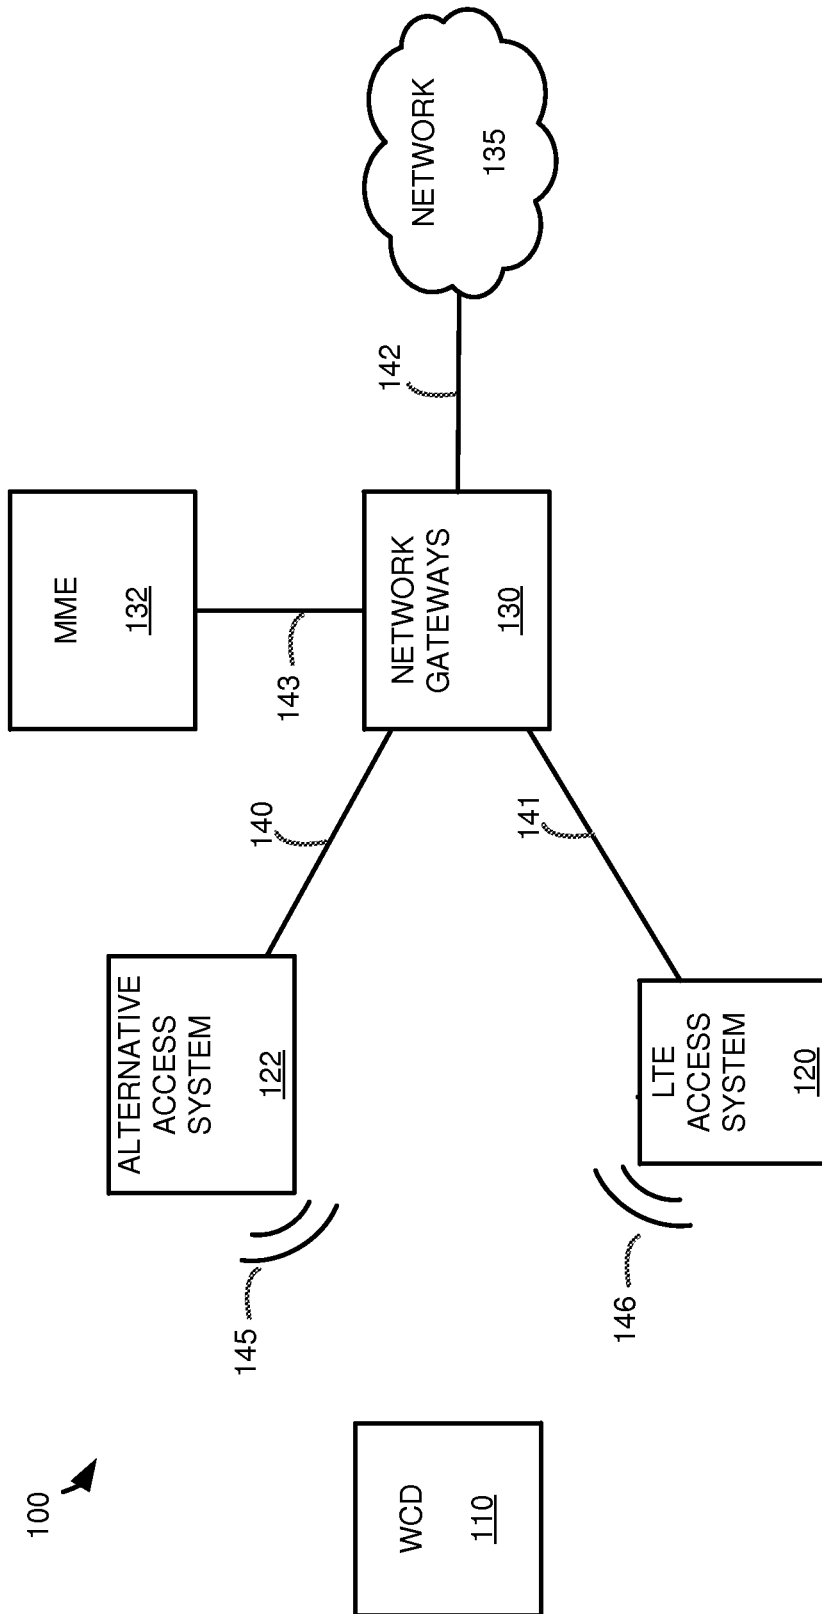 100
WCD
110
145
146
ALTERNATIVE
ACCESS
SYSTEM
122
LTE
ACCESS
SYSTEM
120
140
141
MME
132
143
NETWORK
GATEWAYS
130
142
NETWORK
135